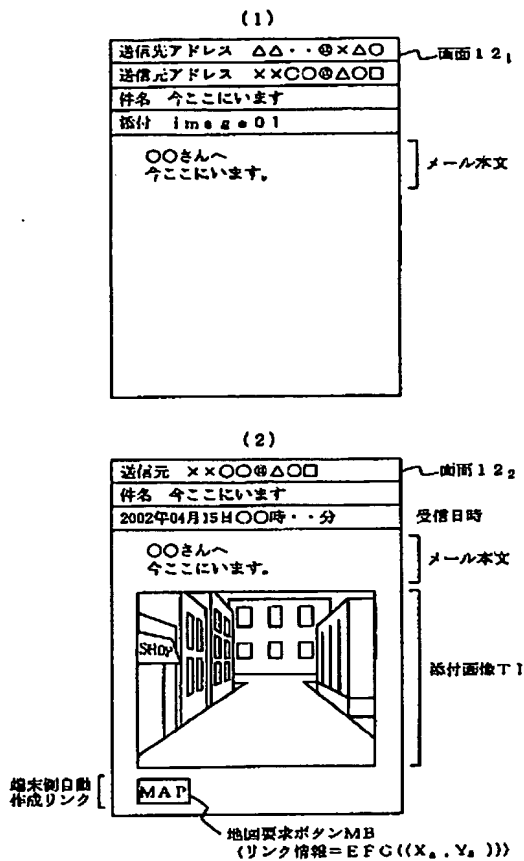 (1)
送信先アドレス △△・・@×△○
画面12₁
送信元アドレス ××○○@△○□
件名 今ここにいます
添付 image01
○○さんへ
今ここにいます。
メール本文
(2)
送信元 ××○○@△○□
画面12₂
件名 今ここにいます
2002年04月15日○○時・・分
受信日時
○○さんへ
今ここにいます。
メール本文
SHOP
添付画像TI
端末側自動
作成リンク
MAP
地図要求ボタンMB
(リンク情報=EFG((Xₐ, Yₐ)))